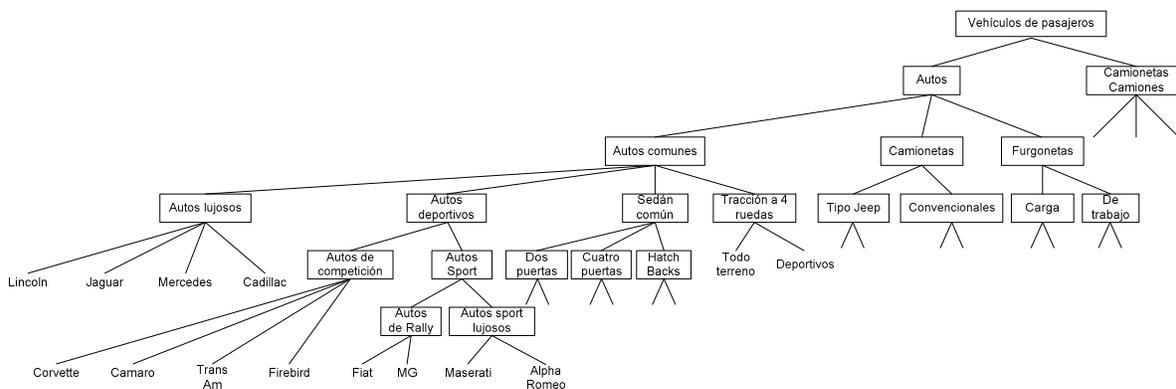 Vehículos de pasajeros
Autos
Camionetas
Camiones
Autos comunes
Camionetas
Furgonetas
Autos lujosos
Autos
deportivos
Sedán
común
Tracción a 4
ruedas
Tipo Jeep
Convencionales
Carga
De
trabajo
Lincoln
Jaguar
Mercedes
Cadillac
Autos de
competición
Autos
Sport
Dos
puertas
Cuatro
puertas
Hatch
Backs
Todo
terreno
Deportivos
Autos
de Rally
Autos sport
lujosos
Corvette
Camaro
Trans
Am
Firebird
Fiat
MG
Maserati
Alpha
Romeo